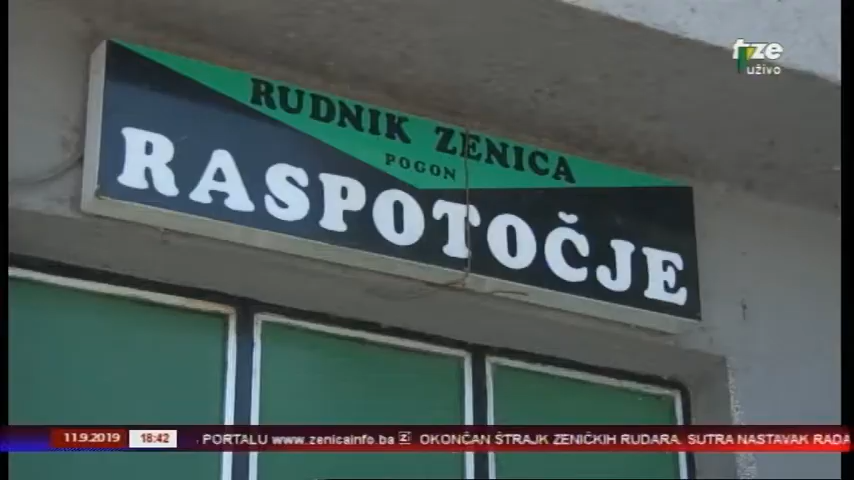 tze
uživo
RUDNIK ZENICA
POGON
RASPOTOČJE
11.9.2019 18:42 . PORTALU www.zenicainfo.ba OKONČAN ŠTRAJK ZENIČKIH RUDARA. SUTRA NASTAVAK RADA